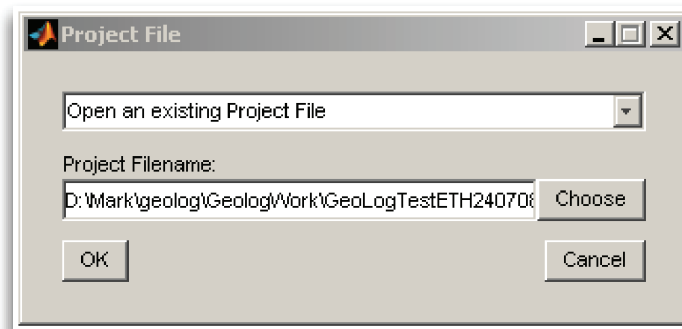 Project File
Open an existing Project File
Project Filename:
D:\Mark\geolog\GeologWork\GeoLogTestETH240708
Choose
OK
Cancel